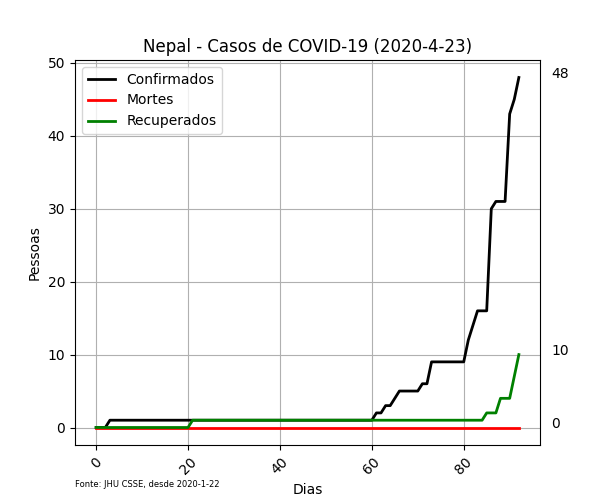 Nepal - Casos de COVID-19 (2020-4-23)
Confirmados
Mortes
Recuperados
Pessoas
50
40
30
20
10
0
48
10
0
0
20
40
60
80
Dias
Fonte: JHU CSSE, desde 2020-1-22